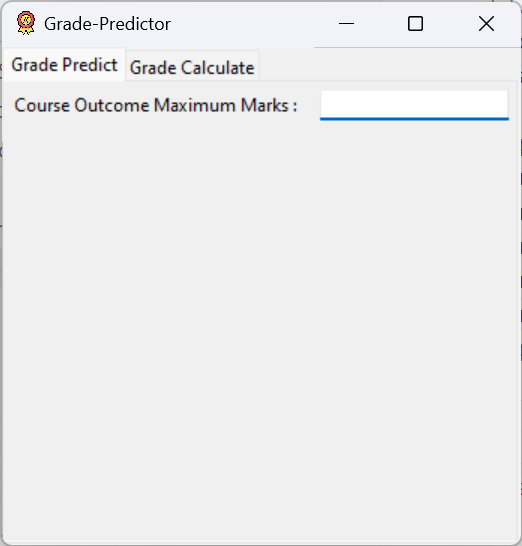 Grade-Predictor
Grade Predict Grade Calculate
Course Outcome Maximum Marks :